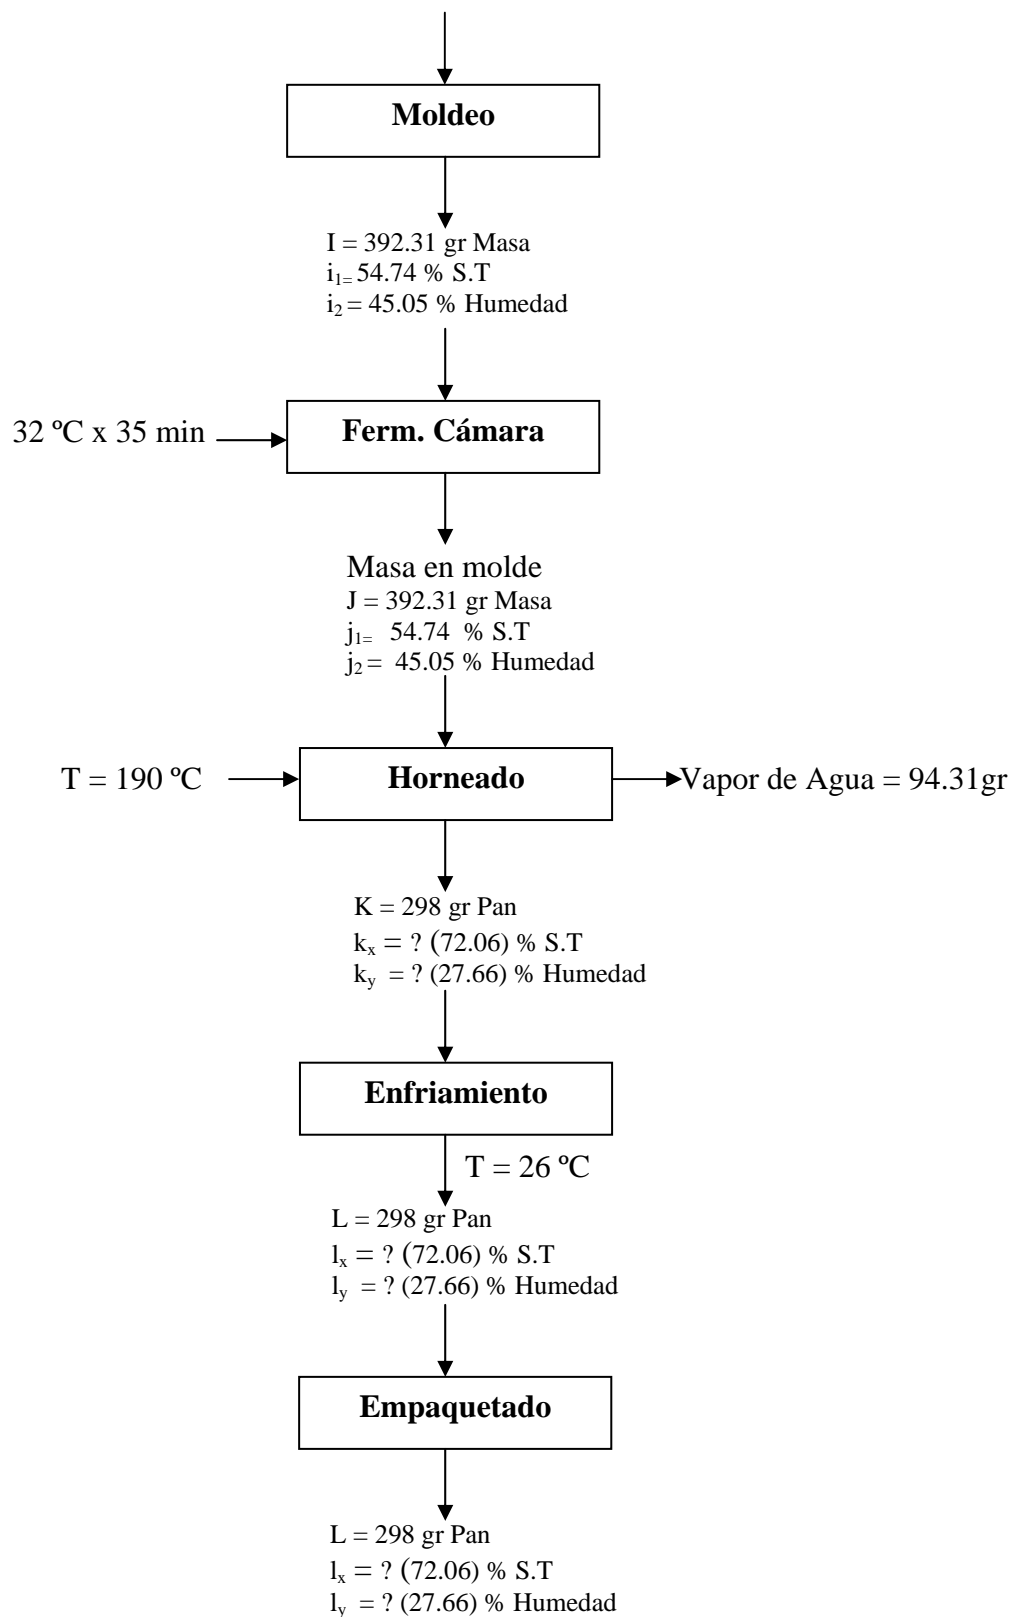 Moldeo
I = 392.31 gr Masa
i₁₌ 54.74 % S.T
i₂ = 45.05 % Humedad
32 ºC x 35 min
Ferm. Cámara
Masa en molde
J = 392.31 gr Masa
j₁₌ 54.74 % S.T
j₂ = 45.05 % Humedad
T = 190 ºC
Horneado
Vapor de Agua = 94.31gr
K = 298 gr Pan
kₓ = ? (72.06) % S.T
k_y = ? (27.66) % Humedad
Enfriamiento
T = 26 ºC
L = 298 gr Pan
lₓ = ? (72.06) % S.T
l_y = ? (27.66) % Humedad
Empaquetado
L = 298 gr Pan
lₓ = ? (72.06) % S.T
l_y = ? (27.66) % Humedad